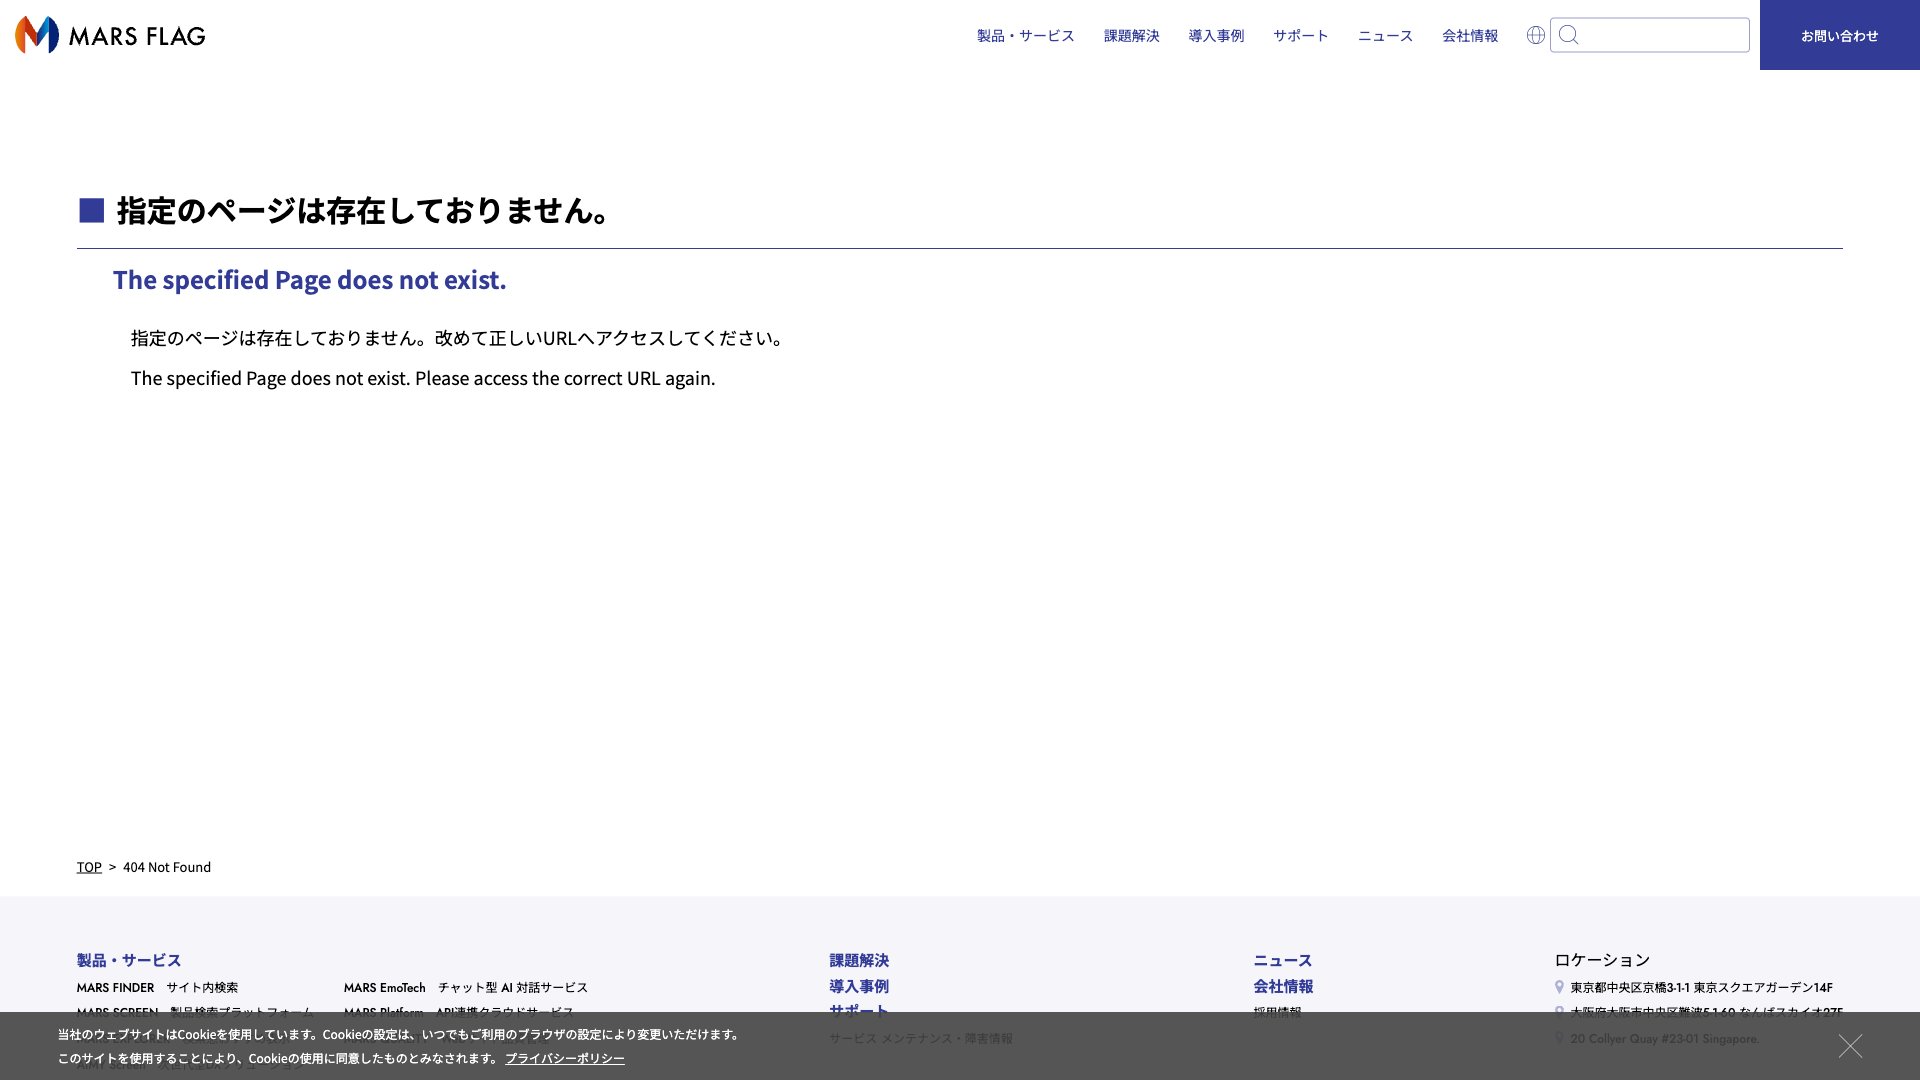 MARS FLAG
製品・サービス 課題解決 導入事例 サポート ニュース 会社情報 お問い合わせ
指定のページは存在しておりません。
The specified Page does not exist.
指定のページは存在しておりません。改めて正しいURLへアクセスしてください。
The specified Page does not exist. Please access the correct URL again.
TOP > 404 Not Found
製品・サービス 課題解決 ニュース ロケーション
MARS FINDER サイト内検索 MARS EmoTech チャット型 AI 対話サービス 導入事例 会社情報 東京都中央区京橋3-1-1 東京スクエアガーデン14F
MARS SCREEN 製品検索プラットフォーム MARS Platform API連携クラウドサービス サポート 採用情報 大阪府大阪市中央区難波5-1-60 なんばスカイオ27F
サービス メンテナンス・障害情報 20 Collyer Quay #23-01 Singapore.
当社のウェブサイトはCookieを使用しています。Cookieの設定は、いつでもご利用のブラウザの設定により変更いただけます。
このサイトを使用することにより、Cookieの使用に同意したものとみなされます。 プライバシーポリシー